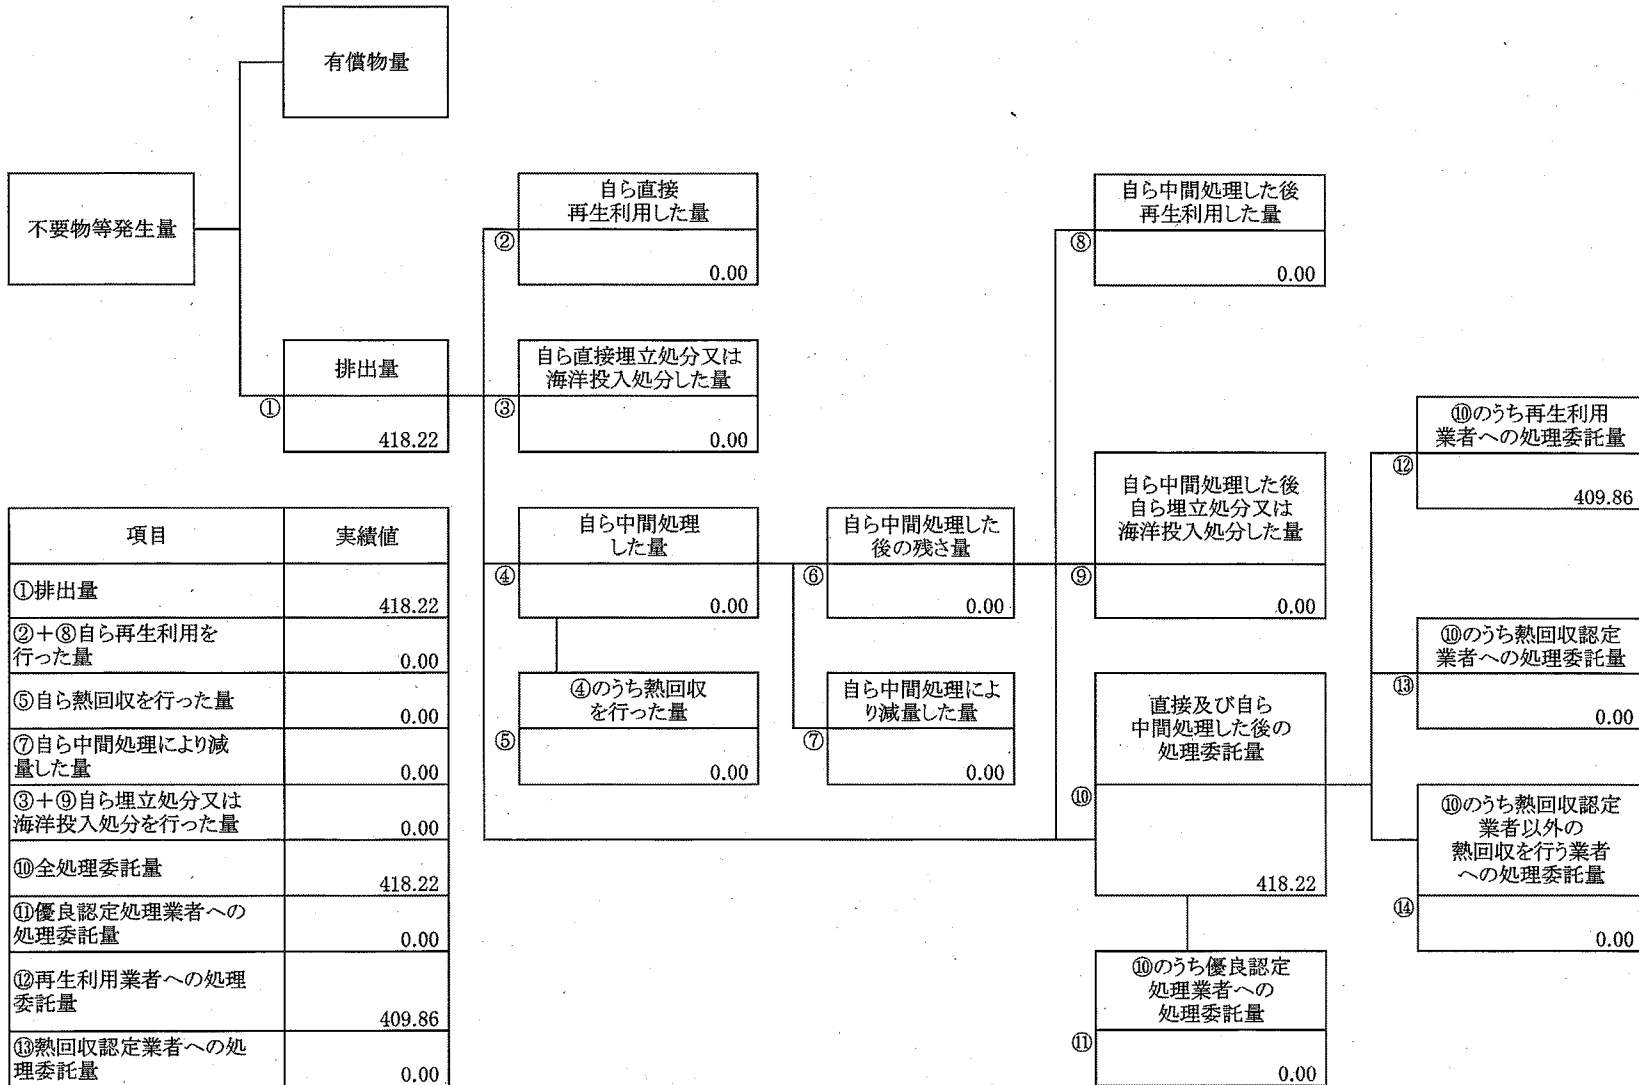 有償物量
不要物等発生量
自ら直接
再生利用した量
②
0.00
自ら中間処理した後
再生利用した量
⑧
0.00
排出量
①
418.22
自ら直接埋立処分又は
海洋投入処分した量
③
0.00
⑩のうち再生利用
業者への処理委託量
⑫
409.86
自ら中間処理
した量
④
0.00
自ら中間処理した
後の残さ量
⑥
0.00
自ら中間処理した後
自ら埋立処分又は
海洋投入処分した量
⑨
0.00
⑩のうち熱回収認定
業者への処理委託量
⑬
0.00
④のうち熱回収
を行った量
⑤
0.00
自ら中間処理によ
り減量した量
⑦
0.00
直接及び自ら
中間処理した後の
処理委託量
⑩
418.22
⑩のうち熱回収認定
業者以外の
熱回収を行う業者
への処理委託量
⑭
0.00
⑩のうち優良認定
処理業者への
処理委託量
⑪
0.00
項目 実績値
①排出量
418.22
②+⑧自ら再生利用を
行った量 0.00
⑤自ら熱回収を行った量
0.00
⑦自ら中間処理により減
量した量 0.00
③+⑨自ら埋立処分又は
海洋投入処分を行った量 0.00
⑩全処理委託量
418.22
⑪優良認定処理業者への
処理委託量 0.00
⑫再生利用業者への処理
委託量
409.86
⑬熱回収認定業者への処
理委託量 0.00